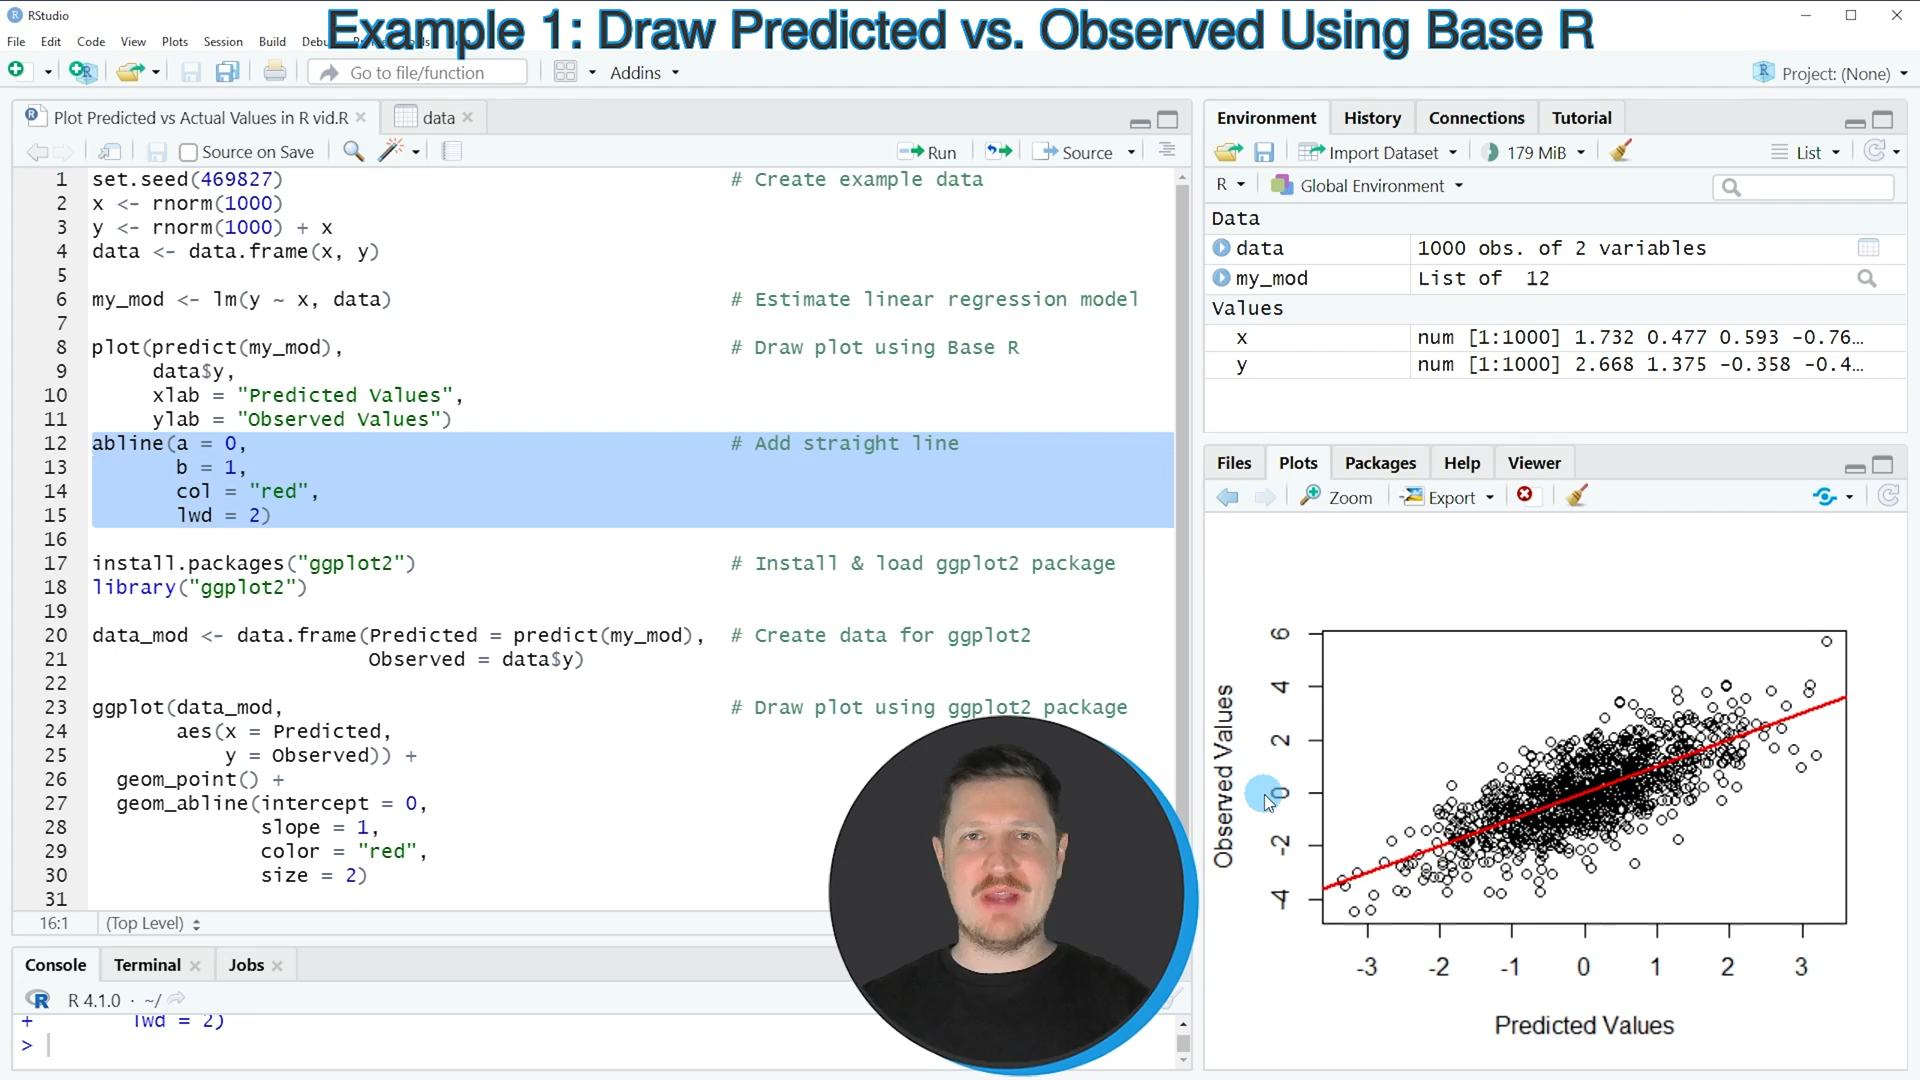 RStudio
Example 1: Draw Predicted vs. Observed Using Base R
File Edit Code View Plots Session Build
Go to file/function Addins Project: (None)
Plot Predicted vs Actual Values in R vid.R data
Source on Save Run Source
1 set.seed(469827) # Create example data
2 x <- rnorm(1000)
3 y <- rnorm(1000) + x
4 data <- data.frame(x, y)
5
6 my_mod <- lm(y ~ x, data) # Estimate linear regression model
7
8 plot(predict(my_mod), # Draw plot using Base R
9 data$y,
10 xlab = "Predicted Values",
11 ylab = "Observed Values")
12 abline(a = 0, # Add straight line
13 b = 1,
14 col = "red",
15 lwd = 2)
16
17 install.packages("ggplot2") # Install & load ggplot2 package
18 library("ggplot2")
19
20 data_mod <- data.frame(Predicted = predict(my_mod), # Create data for ggplot2
21 Observed = data$y)
22
23 ggplot(data_mod, # Draw plot using ggplot2 package
24 aes(x = Predicted,
25 y = Observed)) +
26 geom_point() +
27 geom_abline(intercept = 0,
28 slope = 1,
29 color = "red",
30 size = 2)
31
16:1 (Top Level)
Console Terminal Jobs
R 4.1.0 · ~/
+ lwd = 2)
>
Environment History Connections Tutorial
Import Dataset 179 MiB List
R Global Environment
Data
data 1000 obs. of 2 variables
my_mod List of 12
Values
x num [1:1000] 1.732 0.477 0.593 -0.76…
y num [1:1000] 2.668 1.375 -0.358 -0.4…
Files Plots Packages Help Viewer
Zoom Export
Observed Values
6
4
2
0
-2
-4
-3 -2 -1 0 1 2 3
Predicted Values